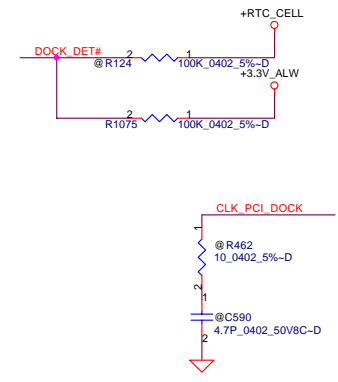 +RTC_CELL
DOCK_DET#
2 1
@R124 100K_0402_5%~D
+3.3V_ALW
2 1
R1075 100K_0402_5%~D
CLK_PCI_DOCK
1
@R462
10_0402_5%~D
2
1
@C590
4.7P_0402_50V8C~D
2